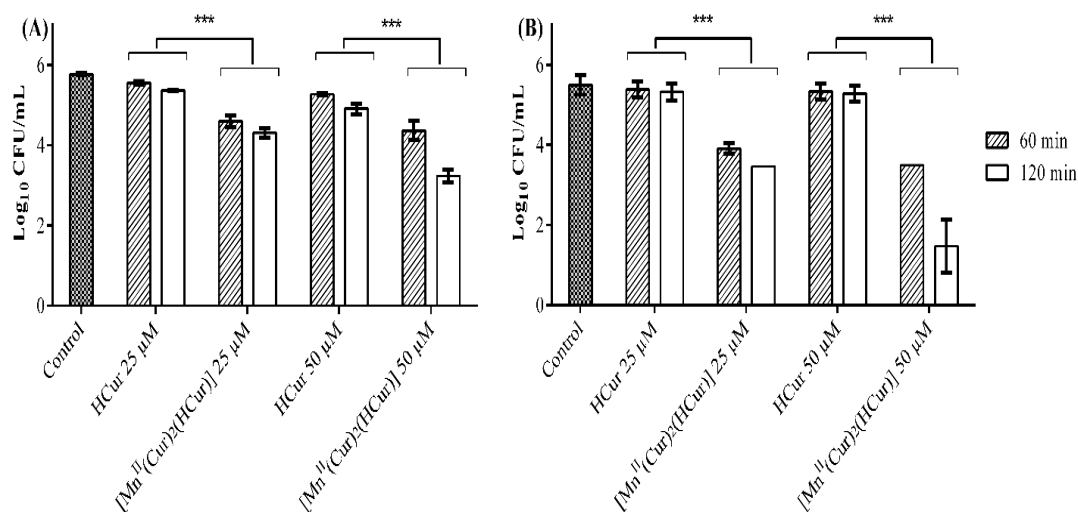 (A)
***
***
Log10 CFU/mL
6
4
2
0
Control
HCur 25 µM
[MnII(Cur)2(HCur)] 25 µM
HCur 50 µM
[MnII(Cur)2(HCur)] 50 µM
(B)
***
***
Log10 CFU/mL
6
4
2
0
Control
HCur 25 µM
[MnII(Cur)2(HCur)] 25 µM
HCur 50 µM
[MnII(Cur)2(HCur)] 50 µM
60 min
120 min